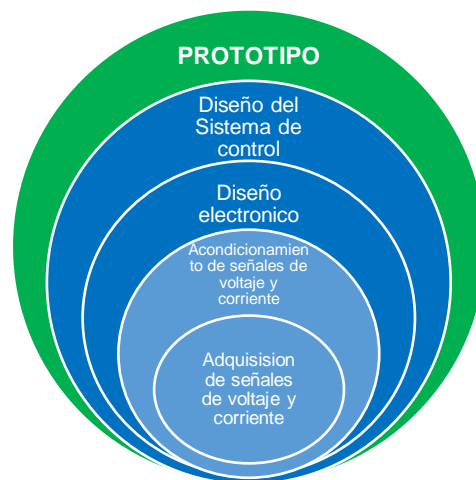 PROTOTIPO
Diseño del
Sistema de
control
Diseño
electronico
Acondicionamien
to de señales de
voltaje y
corriente
Adquisision
de señales
de voltaje y
corriente